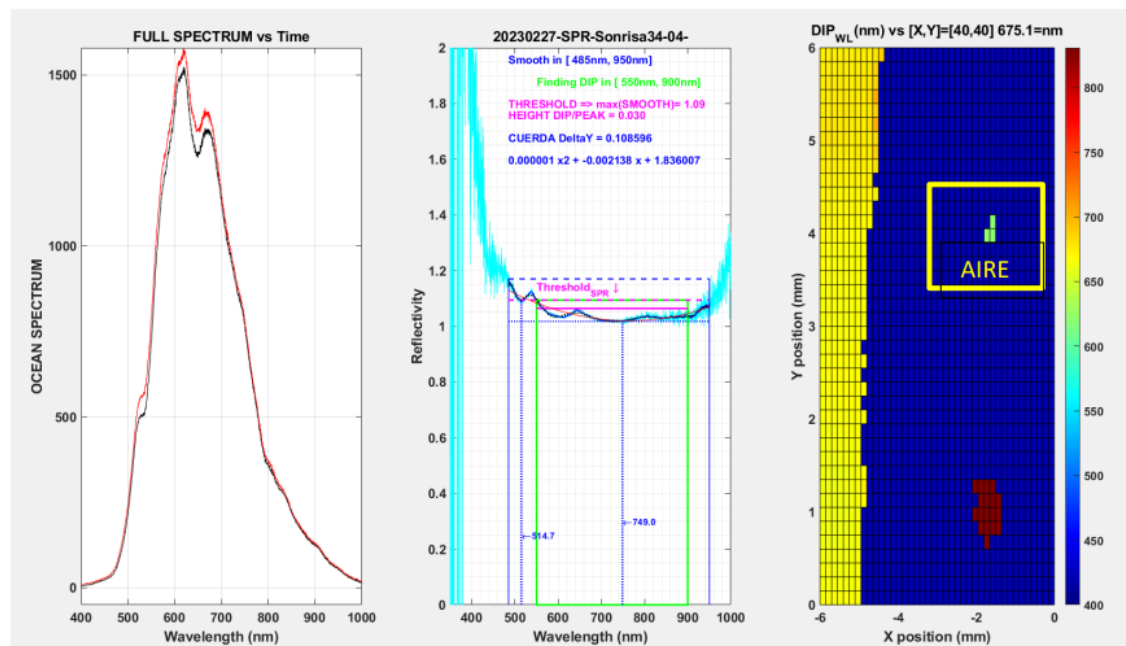 FULL SPECTRUM vs Time
1500
1000
500
0
400 500 600 700 800 900 1000
OCEAN SPECTRUM
Wavelength (nm)
20230227-SPR-Sonrisa34-04-
Smooth in [ 485nm, 950nm]
Finding DIP in [ 550nm, 900nm]
THRESHOLD => max(SMOOTH)= 1.09
HEIGHT DIP/PEAK = 0.030
CUERDA DeltaY = 0.108596
0.000001 x2 + -0.002138 x + 1.836007
Threshold SPR ↓
←749.0
←514.7
2
1.8
1.6
1.4
1.2
1
0.8
0.6
0.4
0.2
0
400 500 600 700 800 900 1000
Reflectivity
Wavelength (nm)
DIP WL (nm) vs [X,Y]=[40,40] 675.1=nm
6
5
4
3
2
1
0
-6 -4 -2 0
Y position (mm)
X position (mm)
AIRE
800
750
700
650
600
550
500
450
400